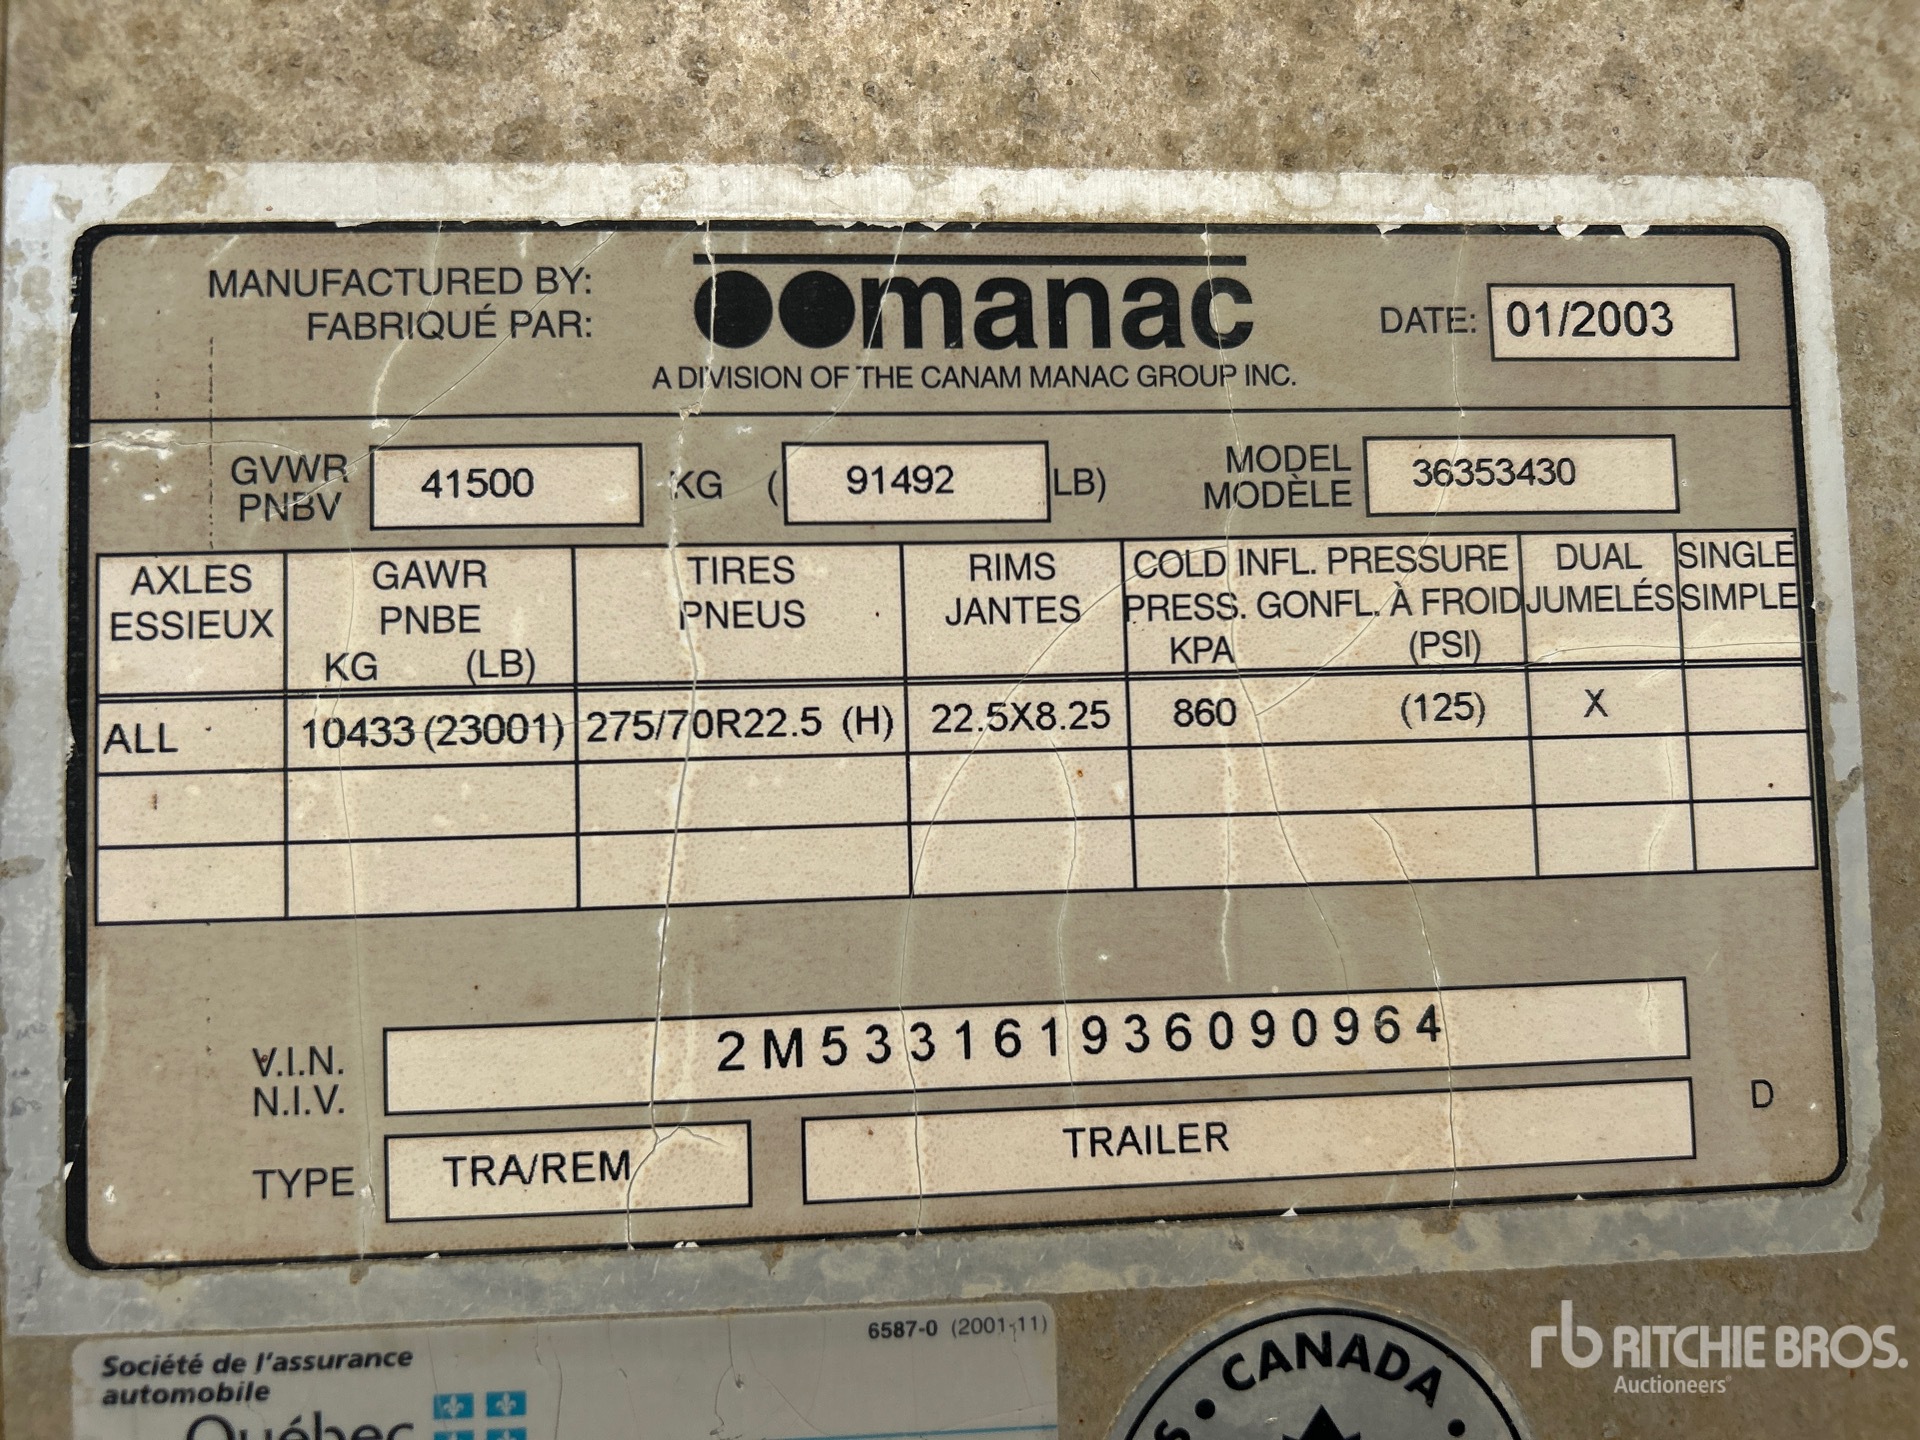 MANUFACTURED BY:
FABRIQUÉ PAR:
manac
A DIVISION OF THE CANAM MANAC GROUP INC.
DATE: 01/2003
GVWR
PNBV
41500 KG ( 91492 LB)
MODEL
MODÈLE
36353430
AXLES
ESSIEUX
GAWR
PNBE
KG (LB)
TIRES
PNEUS
RIMS
JANTES
COLD INFL. PRESSURE
PRESS. GONFL. À FROID
KPA (PSI)
DUAL
JUMELÉS
SINGLE
SIMPLE
ALL 10433 (23001) 275/70R22.5 (H) 22.5X8.25 860 (125) X
V.I.N.
N.I.V.
2M533161936090964
TYPE TRA/REM TRAILER D
6587-0 (2001-11)
Société de l'assurance
automobile
Québec
CANADA
rb RITCHIE BROS.
Auctioneers